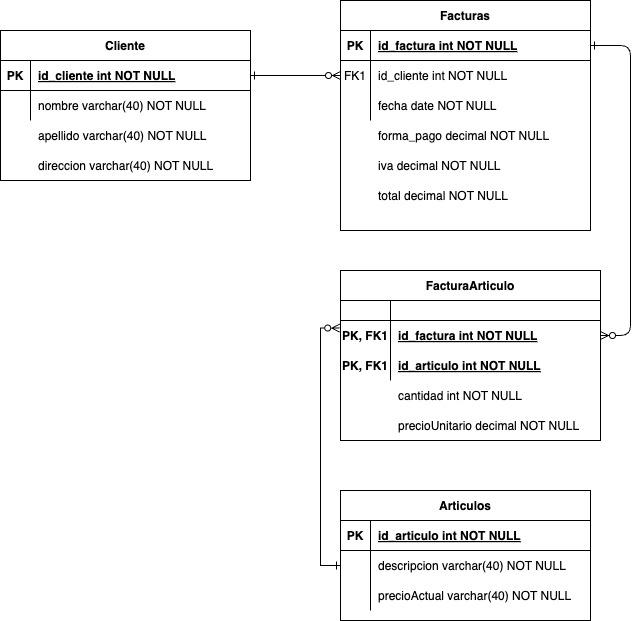 Cliente
PK id_cliente int NOT NULL
nombre varchar(40) NOT NULL
apellido varchar(40) NOT NULL
direccion varchar(40) NOT NULL
Facturas
PK id_factura int NOT NULL
FK1 id_cliente int NOT NULL
fecha date NOT NULL
forma_pago decimal NOT NULL
iva decimal NOT NULL
total decimal NOT NULL
FacturaArticulo
PK, FK1 id_factura int NOT NULL
PK, FK1 id_articulo int NOT NULL
cantidad int NOT NULL
precioUnitario decimal NOT NULL
Articulos
PK id_articulo int NOT NULL
descripcion varchar(40) NOT NULL
precioActual varchar(40) NOT NULL